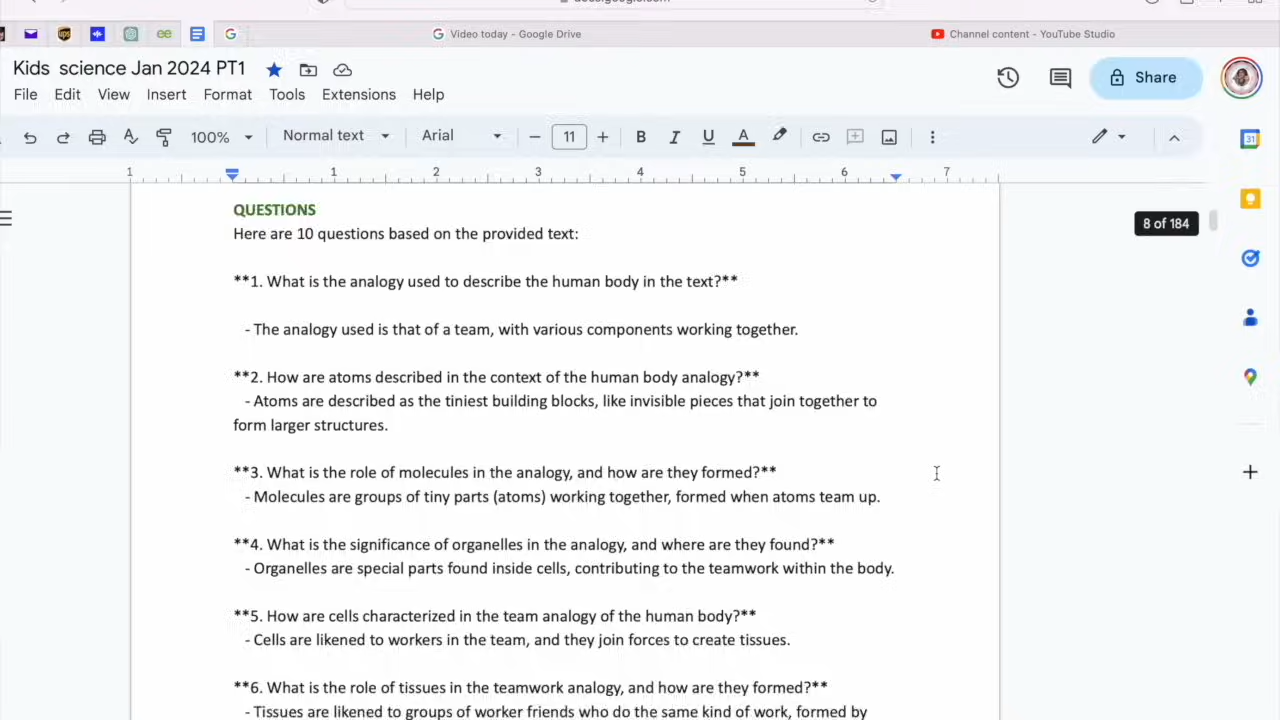 Video today - Google Drive
Channel content - YouTube Studio
Kids science Jan 2024 PT1
Share
File Edit View Insert Format Tools Extensions Help
100% Normal text Arial 11 B I U A
1 1 2 3 4 5 6 7
8 of 184
QUESTIONS
Here are 10 questions based on the provided text:
**1. What is the analogy used to describe the human body in the text?**
- The analogy used is that of a team, with various components working together.
**2. How are atoms described in the context of the human body analogy?**
- Atoms are described as the tiniest building blocks, like invisible pieces that join together to
form larger structures.
**3. What is the role of molecules in the analogy, and how are they formed?**
- Molecules are groups of tiny parts (atoms) working together, formed when atoms team up.
**4. What is the significance of organelles in the analogy, and where are they found?**
- Organelles are special parts found inside cells, contributing to the teamwork within the body.
**5. How are cells characterized in the team analogy of the human body?**
- Cells are likened to workers in the team, and they join forces to create tissues.
**6. What is the role of tissues in the teamwork analogy, and how are they formed?**
- Tissues are likened to groups of worker friends who do the same kind of work, formed by